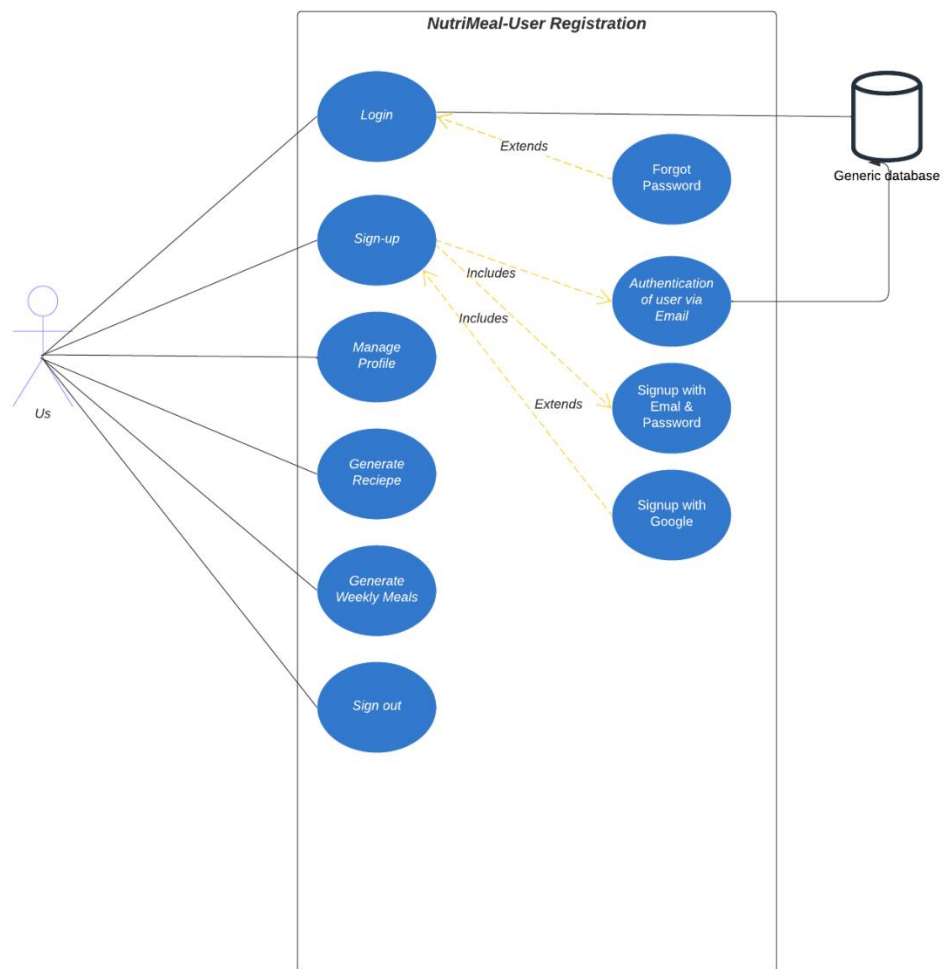 NutriMeal-User Registration
Login
Extends
Forgot
Password
Generic database
Sign-up
Includes
Authentication
of user via
Email
Includes
Manage
Profile
Us
Extends
Signup with
Emal &
Password
Generate
Reciepe
Signup with
Google
Generate
Weekly Meals
Sign out